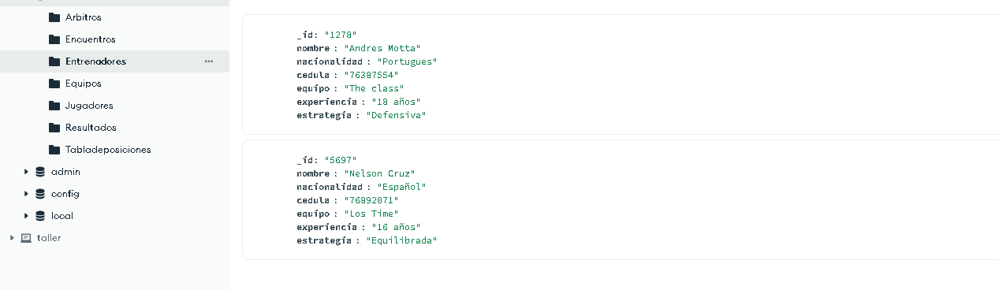 Arbitros
Encuentros
Entrenadores
Equipos
Jugadores
Resultados
Tabladeposiciones
admin
config
local
taller
_id: "1278"
nombre : "Andres Motta"
nacionalidad : "Portugues"
cedula : "76387554"
equipo : "The class"
experiencia : "18 años"
estrategia : "Defensiva"
_id: "5697"
nombre : "Nelson Cruz"
nacionalidad : "Español"
cedula : "76892071"
equipo : "Los Time"
experiencia : "16 años"
estrategia : "Equilibrada"